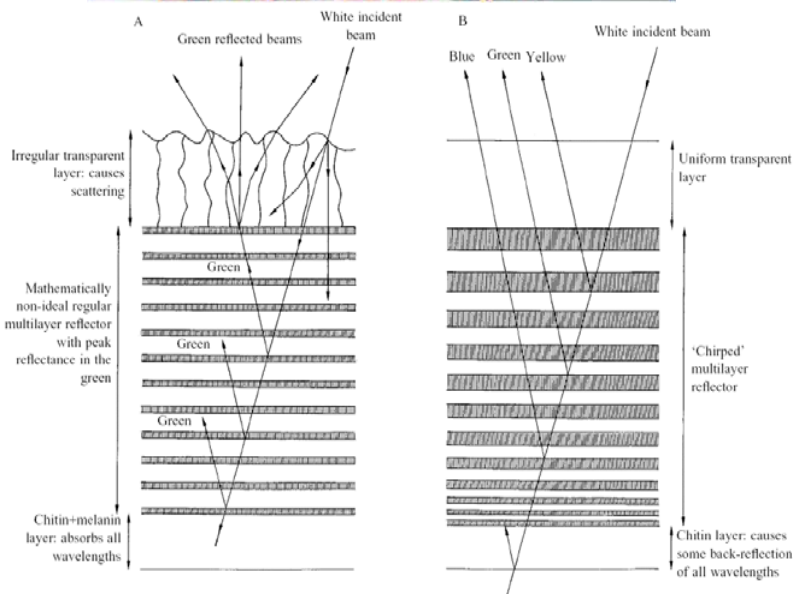 A
White incident
beam
Green reflected beams
Irregular transparent
layer: causes
scattering
Green
Mathematically
non-ideal regular
multilayer reflector
with peak
reflectance in the
green
Green
Green
Chitin+melanin
layer: absorbs all
wavelengths
B
White incident beam
Blue Green Yellow
Uniform transparent
layer
'Chirped'
multilayer
reflector
Chitin layer: causes
some back-reflection
of all wavelengths